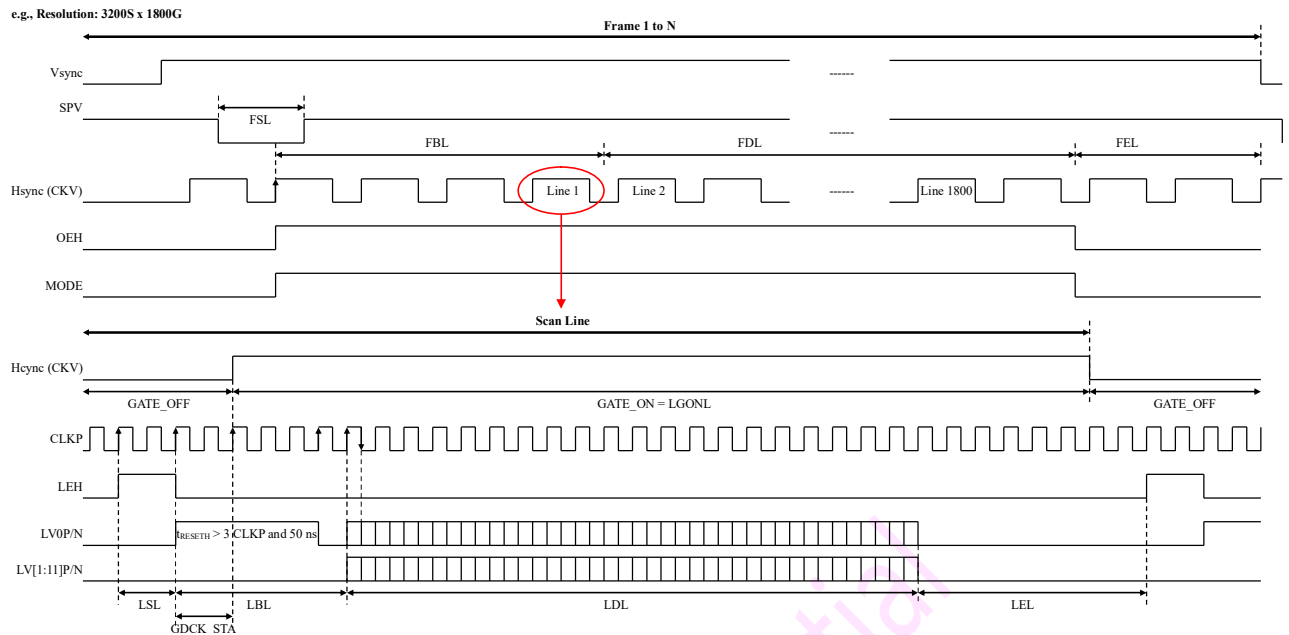 e.g., Resolution: 3200S x 1800G
Frame 1 to N
Vsync
------
SPV
FSL
------
FBL
FDL
FEL
Hsync (CKV)
Line 1
Line 2
------
Line 1800
OEH
MODE
Scan Line
Hcync (CKV)
GATE_OFF
GATE_ON = LGONL
GATE_OFF
CLKP
LEH
LV0P/N
tRESETH > 3 CLKP and 50 ns
LV[1:11]P/N
LSL
LBL
LDL
LEL
GDCK_STA